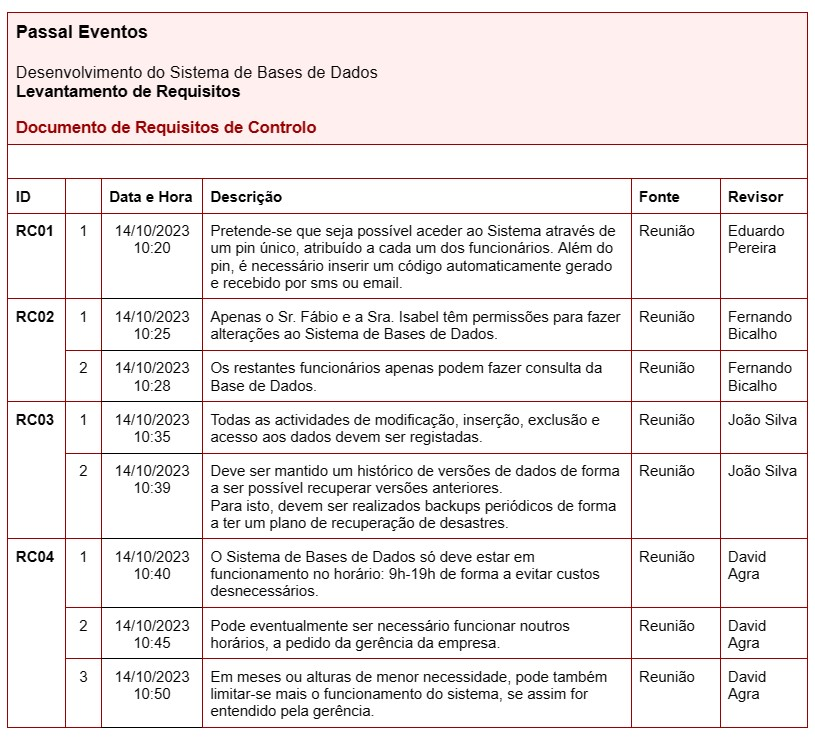 Passal Eventos
Desenvolvimento do Sistema de Bases de Dados
Levantamento de Requisitos
Documento de Requisitos de Controlo
ID Data e Hora Descrição Fonte Revisor
RC01 1 14/10/2023 Pretende-se que seja possível aceder ao Sistema através de Reunião Eduardo
10:20 um pin único, atribuído a cada um dos funcionários. Além do Pereira
pin, é necessário inserir um código automaticamente gerado
e recebido por sms ou email.
RC02 1 14/10/2023 Apenas o Sr. Fábio e a Sra. Isabel têm permissões para fazer Reunião Fernando
10:25 alterações ao Sistema de Bases de Dados. Bicalho
2 14/10/2023 Os restantes funcionários apenas podem fazer consulta da Reunião Fernando
10:28 Base de Dados. Bicalho
RC03 1 14/10/2023 Todas as actividades de modificação, inserção, exclusão e Reunião João Silva
10:35 acesso aos dados devem ser registadas.
2 14/10/2023 Deve ser mantido um histórico de versões de dados de forma Reunião João Silva
10:39 a ser possível recuperar versões anteriores.
Para isto, devem ser realizados backups periódicos de forma
a ter um plano de recuperação de desastres.
RC04 1 14/10/2023 O Sistema de Bases de Dados só deve estar em Reunião David
10:40 funcionamento no horário: 9h-19h de forma a evitar custos Agra
desnecessários.
2 14/10/2023 Pode eventualmente ser necessário funcionar noutros Reunião David
10:45 horários, a pedido da gerência da empresa. Agra
3 14/10/2023 Em meses ou alturas de menor necessidade, pode também Reunião David
10:50 limitar-se mais o funcionamento do sistema, se assim for Agra
entendido pela gerência.